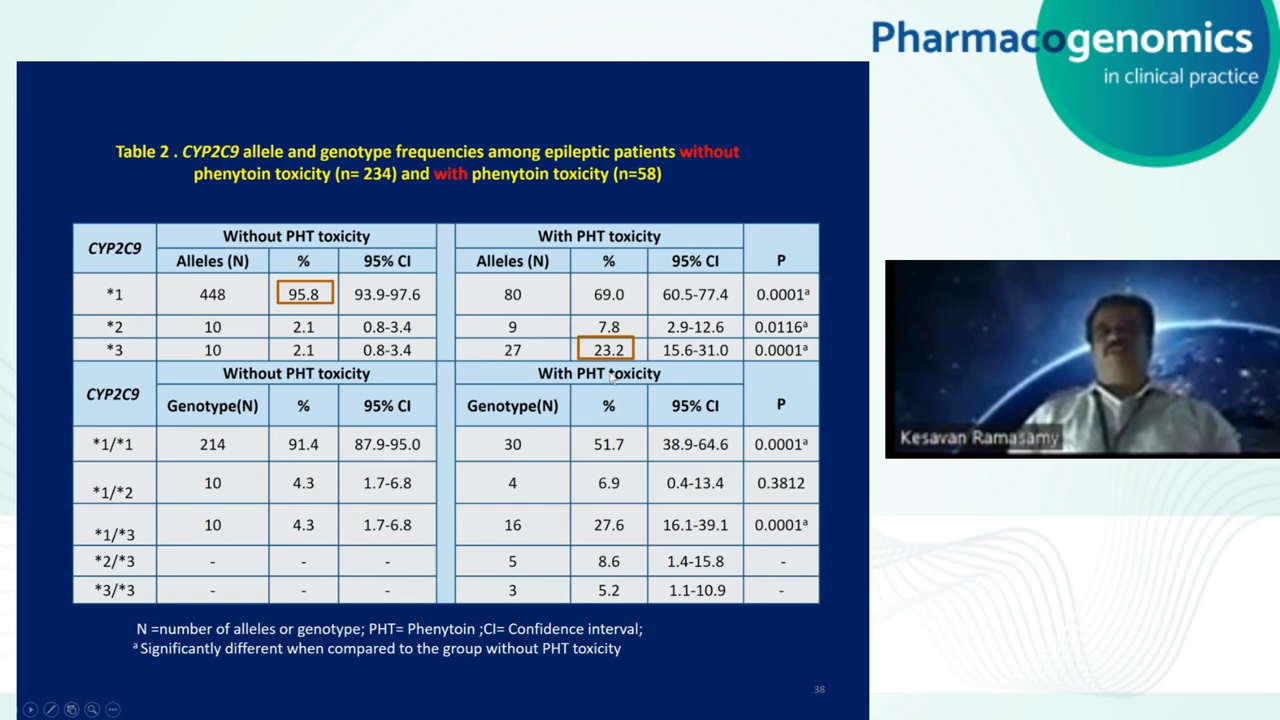 Pharmacogenomics
in clinical practice
Table 2 . CYP2C9 allele and genotype frequencies among epileptic patients without
phenytoin toxicity (n= 234) and with phenytoin toxicity (n=58)
CYP2C9 Without PHT toxicity With PHT toxicity P
Alleles (N) % 95% CI Alleles (N) % 95% CI
*1 448 95.8 93.9-97.6 80 69.0 60.5-77.4 0.0001ᵃ
*2 10 2.1 0.8-3.4 9 7.8 2.9-12.6 0.0116ᵃ
*3 10 2.1 0.8-3.4 27 23.2 15.6-31.0 0.0001ᵃ
CYP2C9 Without PHT toxicity With PHT toxicity P
Genotype(N) % 95% CI Genotype(N) % 95% CI
*1/*1 214 91.4 87.9-95.0 30 51.7 38.9-64.6 0.0001ᵃ
*1/*2 10 4.3 1.7-6.8 4 6.9 0.4-13.4 0.3812
*1/*3 10 4.3 1.7-6.8 16 27.6 16.1-39.1 0.0001ᵃ
*2/*3 - - - 5 8.6 1.4-15.8 -
*3/*3 - - - 3 5.2 1.1-10.9 -
N =number of alleles or genotype; PHT= Phenytoin ;CI= Confidence interval;
ᵃ Significantly different when compared to the group without PHT toxicity
38
Kesavan Ramasamy